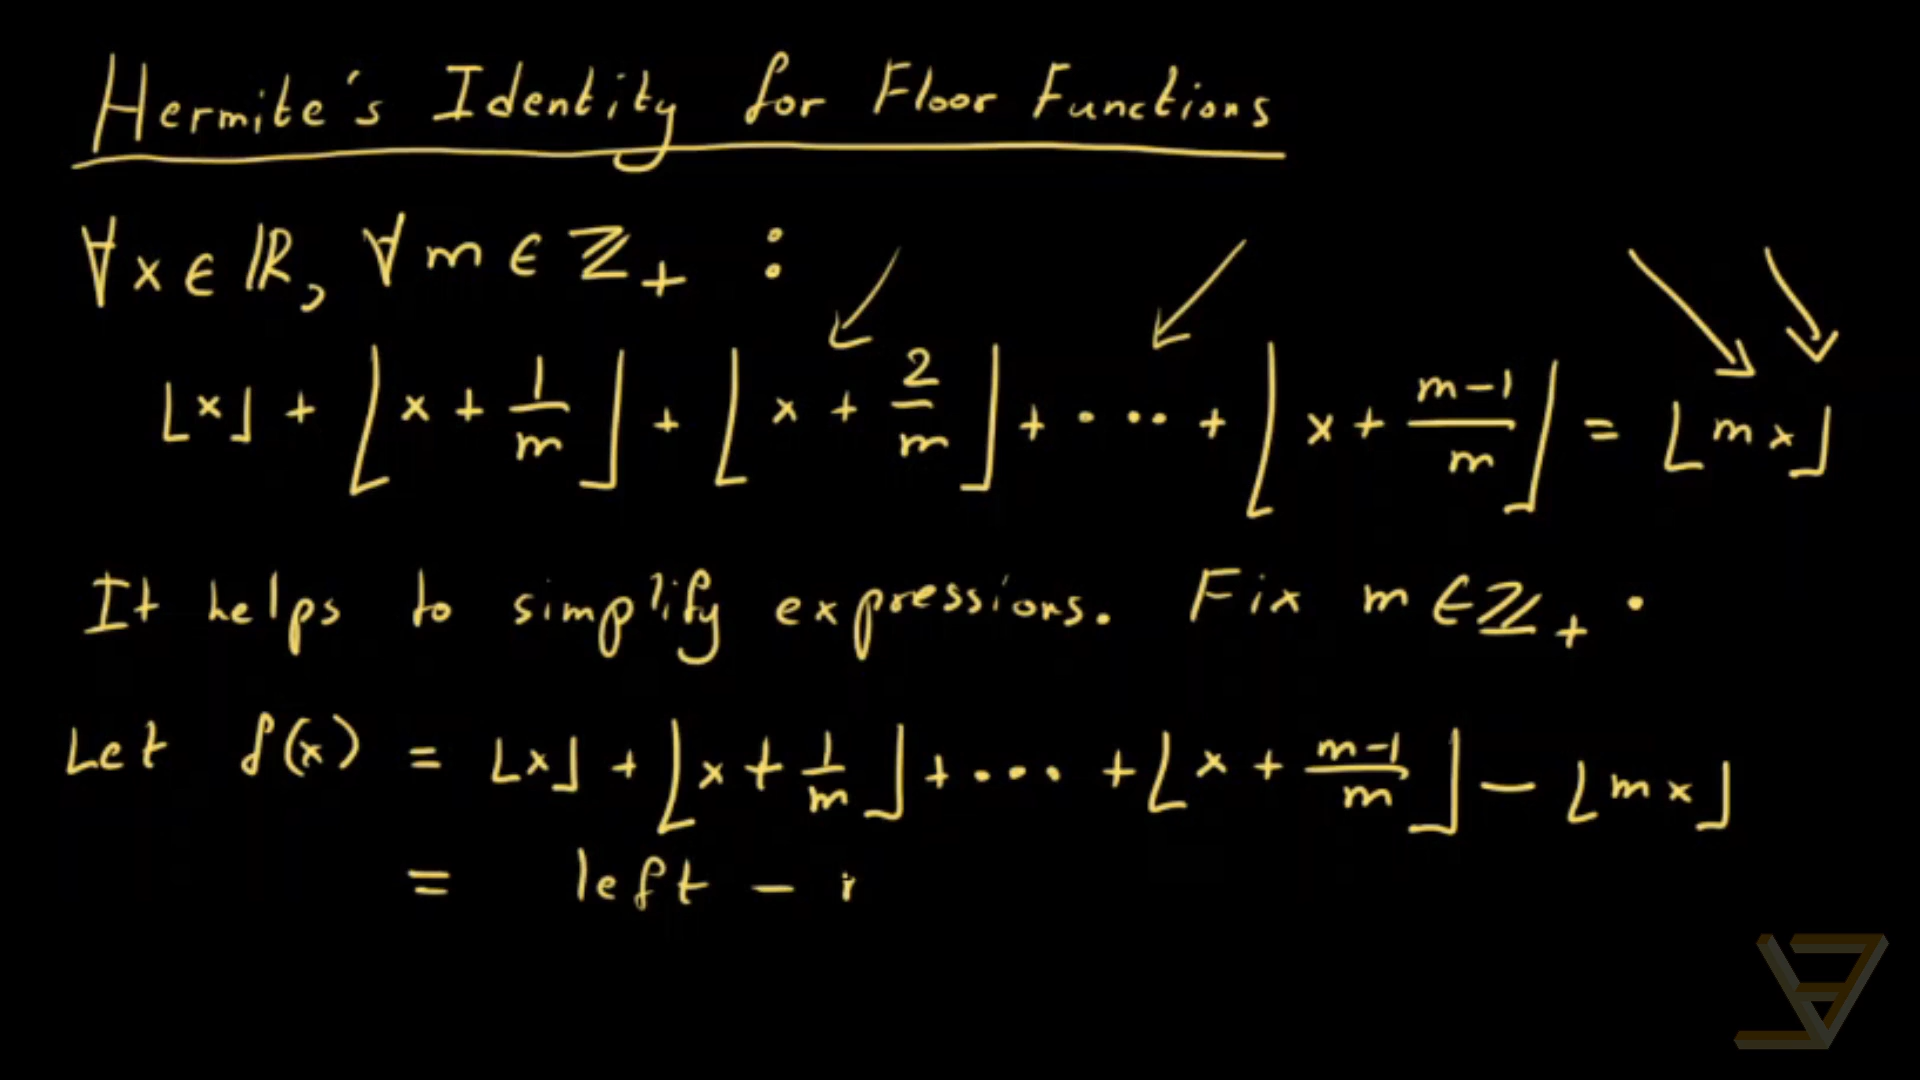 Hermite's Identity for Floor Functions
∀x∈ℝ, ∀m∈ℤ₊ :
⌊x⌋ + ⌊x + 1/m⌋ + ⌊x + 2/m⌋ + ... + ⌊x + (m-1)/m⌋ = ⌊mx⌋
It helps to simplify expressions. Fix m∈ℤ₊.
Let f(x) = ⌊x⌋ + ⌊x + 1/m⌋ + ... + ⌊x + (m-1)/m⌋ - ⌊mx⌋
= left - r